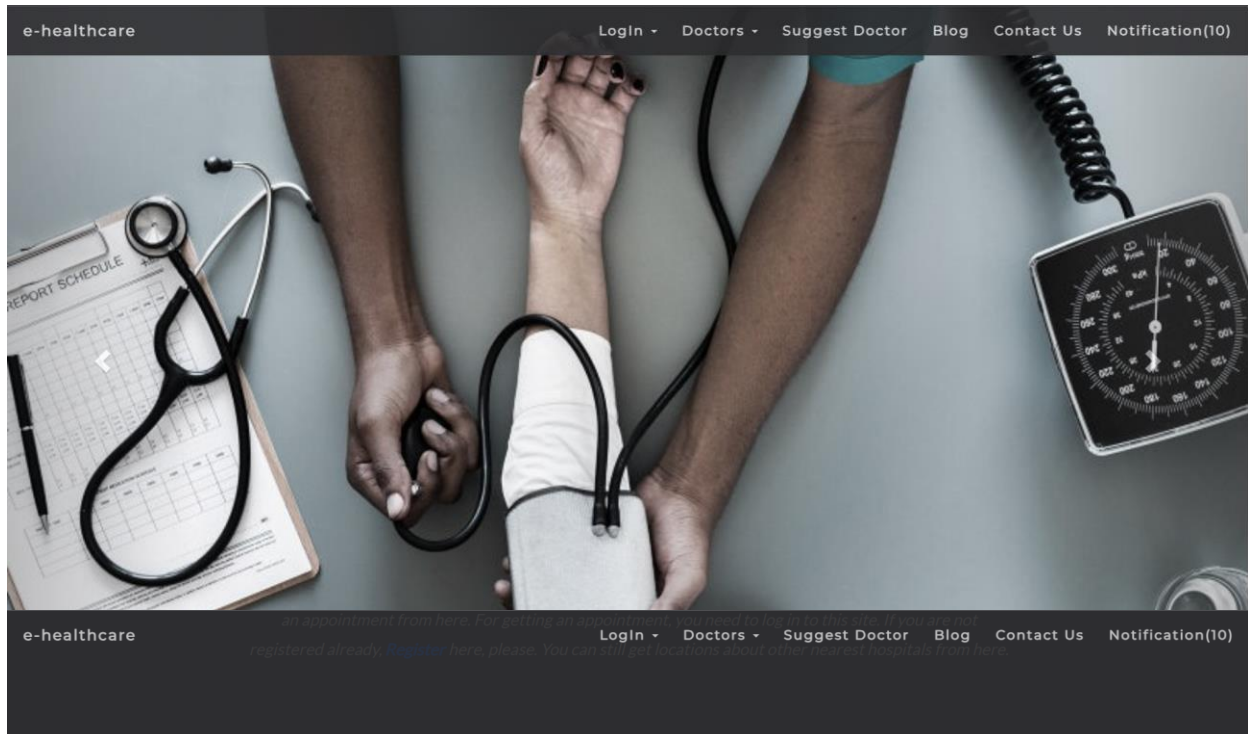 e-healthcare LogIn Doctors Suggest Doctor Blog Contact Us Notification(10)
REPORT SCHEDULE
an appointment from here. For getting an appointment, you need to log in to this site. If you are not
e-healthcare LogIn Doctors Suggest Doctor Blog Contact Us Notification(10)
registered already, Register here, please. You can still get locations about other nearest hospitals from here.